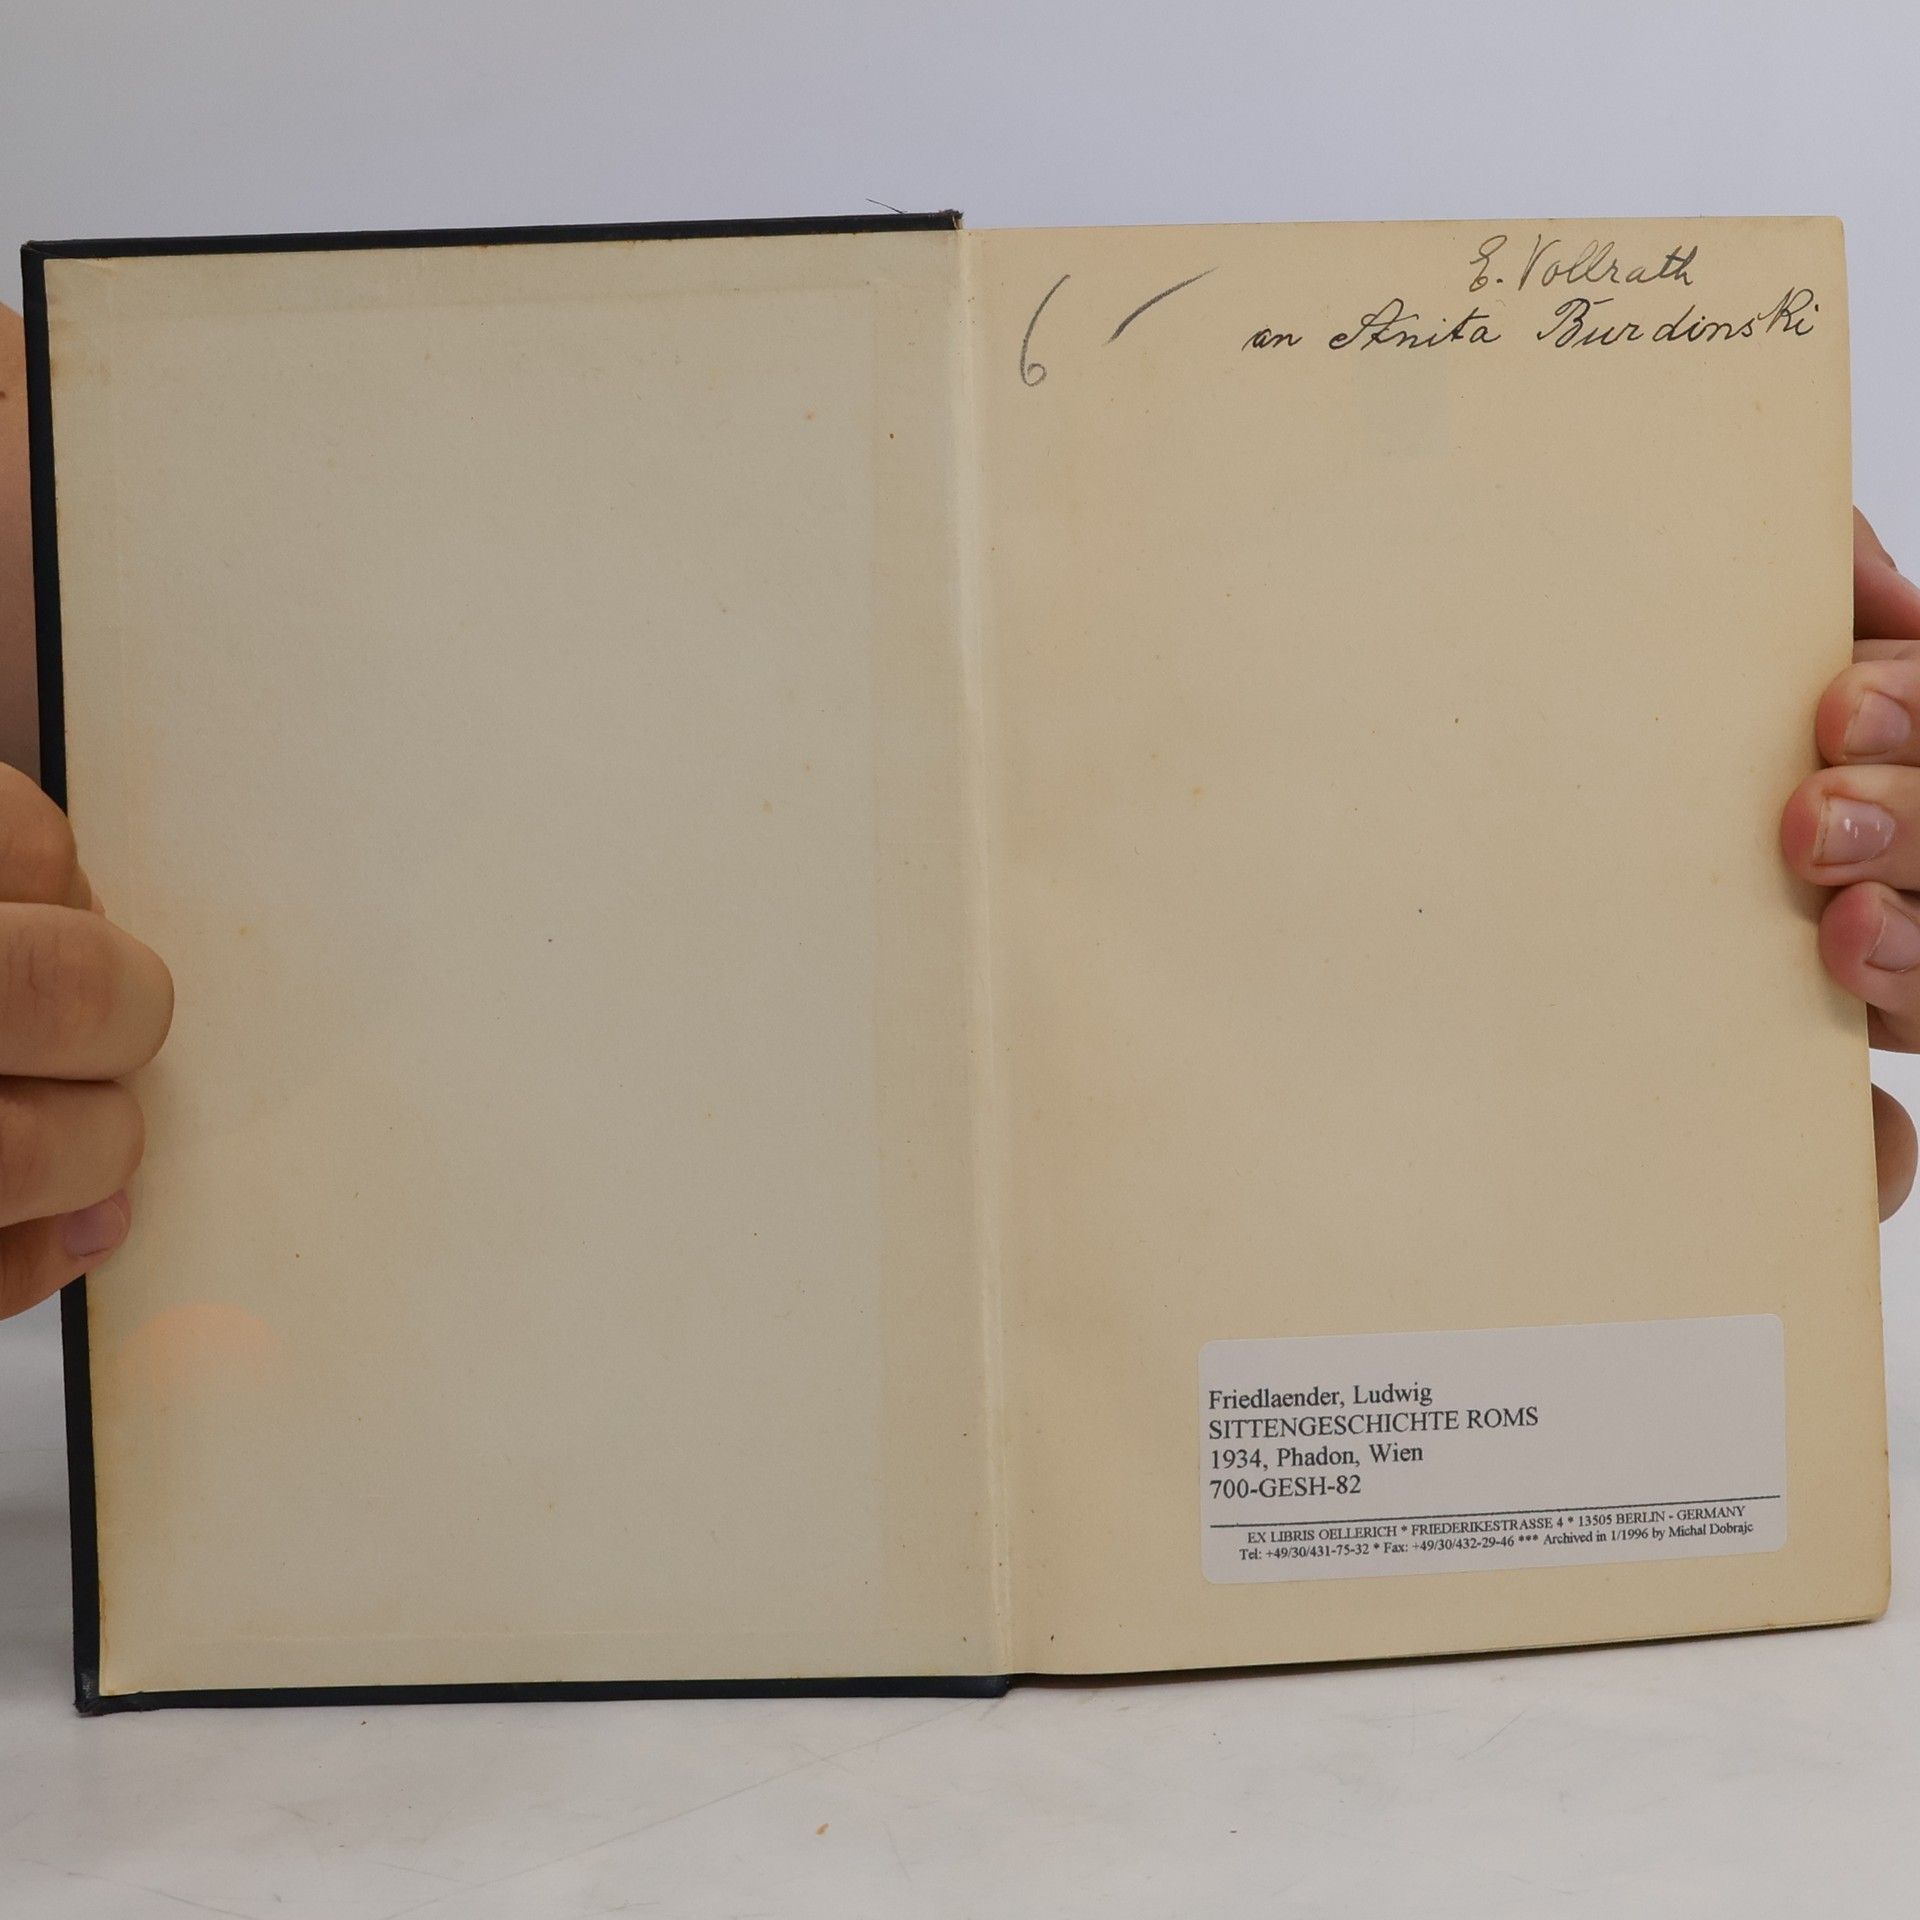 E. Vollrath
6 -
an Anita Burdinski
Friedlaender, Ludwig
SITTENGESCHICHTE ROMS
1934, Phadon, Wien
700-GESH-82
EX LIBRIS OELLERICH * FRIEDERIKESTRASSE 4 * 13505 BERLIN - GERMANY
Tel: +49/30/431-75-32 * Fax: +49/30/432-29-46 *** Archived in 1/1996 by Michal Dobrajc